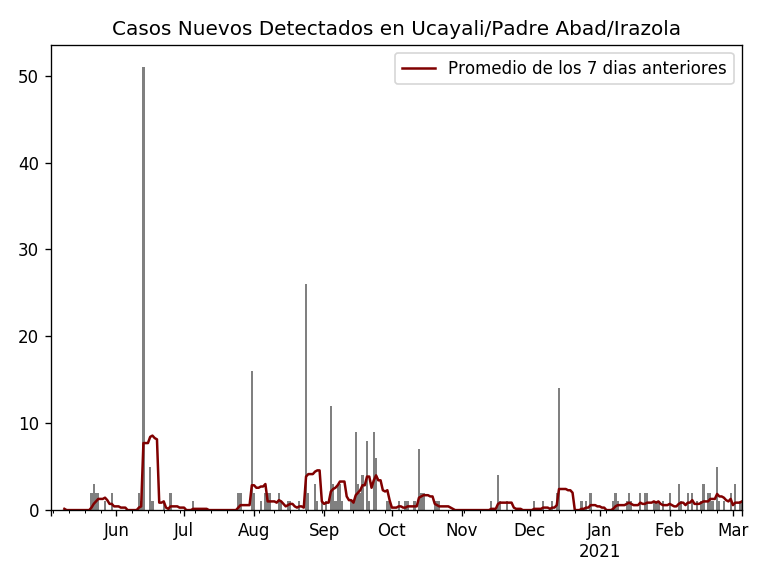 Casos Nuevos Detectados en Ucayali/Padre Abad/Irazola
Promedio de los 7 dias anteriores
50
40
30
20
10
0
Jun Jul Aug Sep Oct Nov Dec Jan Feb Mar
2021